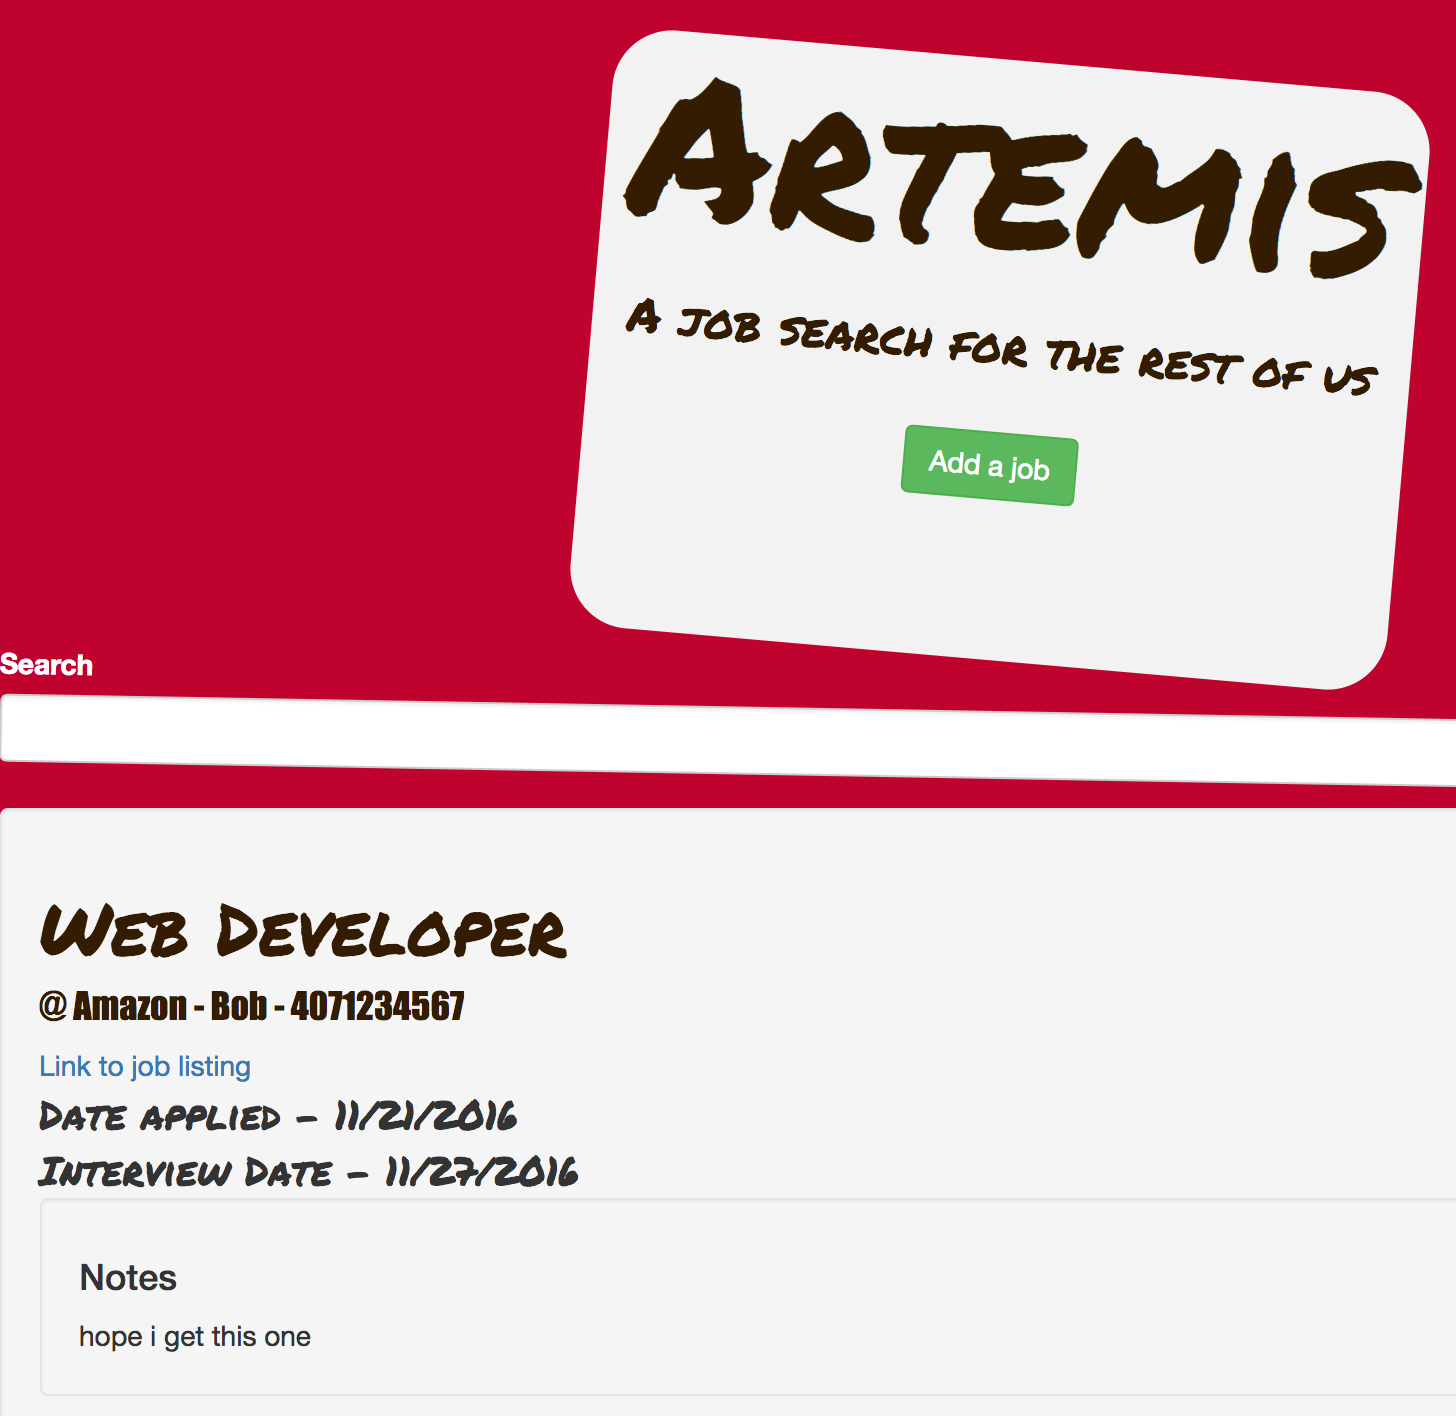 Artemis
A job search for the rest of us
Add a job
Search
Web Developer
@ Amazon - Bob - 4071234567
Link to job listing
Date applied - 11/21/2016
Interview Date - 11/27/2016
Notes
hope i get this one